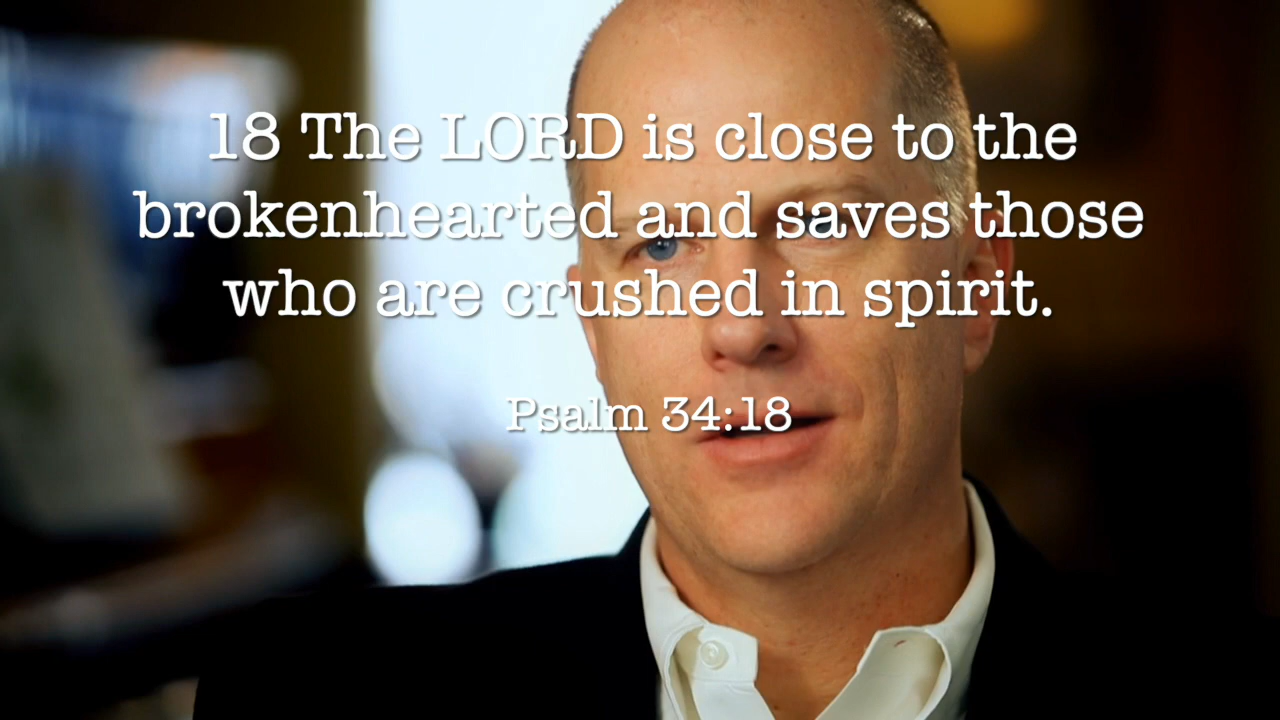 18 The LORD is close to the
brokenhearted and saves those
who are crushed in spirit.
Psalm 34:18